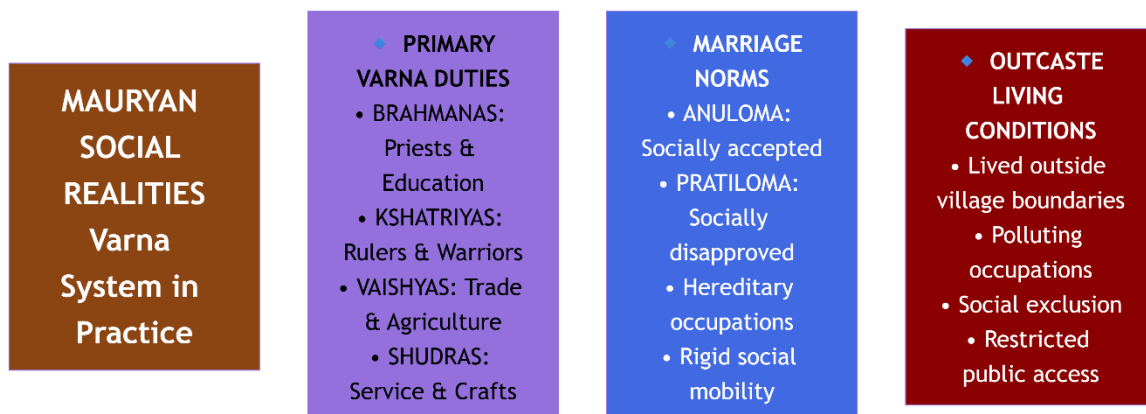 MAURYAN
SOCIAL
REALITIES
Varna
System in
Practice
PRIMARY
VARNA DUTIES
• BRAHMANAS:
Priests &
Education
• KSHATRIYAS:
Rulers & Warriors
• VAISHYAS: Trade
& Agriculture
• SHUDRAS:
Service & Crafts
MARRIAGE
NORMS
• ANULOMA:
Socially accepted
• PRATILOMA:
Socially
disapproved
• Hereditary
occupations
• Rigid social
mobility
OUTCASTE
LIVING
CONDITIONS
• Lived outside
village boundaries
• Polluting
occupations
• Social exclusion
• Restricted
public access